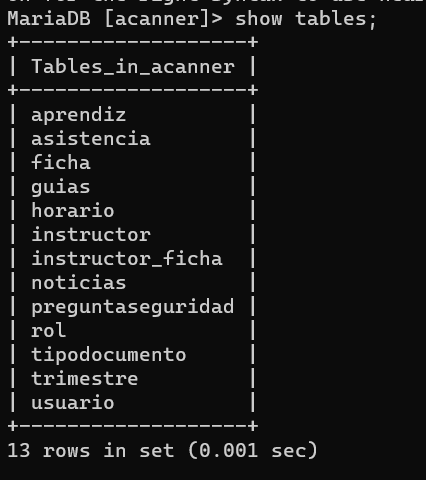 MariaDB [acanner]> show tables;
+-------------------+
| Tables_in_acanner |
+-------------------+
| aprendiz          |
| asistencia        |
| ficha             |
| guias             |
| horario           |
| instructor        |
| instructor_ficha  |
| noticias          |
| preguntaseguridad |
| rol               |
| tipodocumento     |
| trimestre         |
| usuario           |
+-------------------+
13 rows in set (0.001 sec)